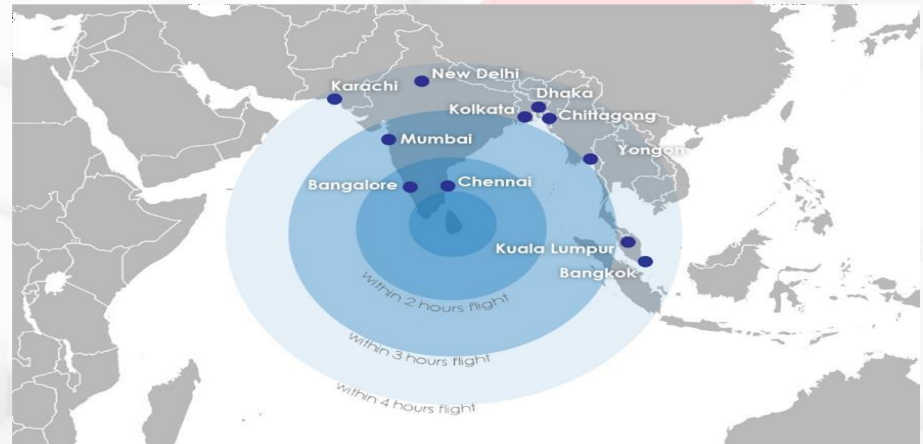 New Delhi
Karachi
Dhaka
Kolkata
Chittagong
Mumbai
Yongon
Bangalore
Chennai
Kuala Lumpur
Bangkok
within 2 hours flight
within 3 hours flight
within 4 hours flight